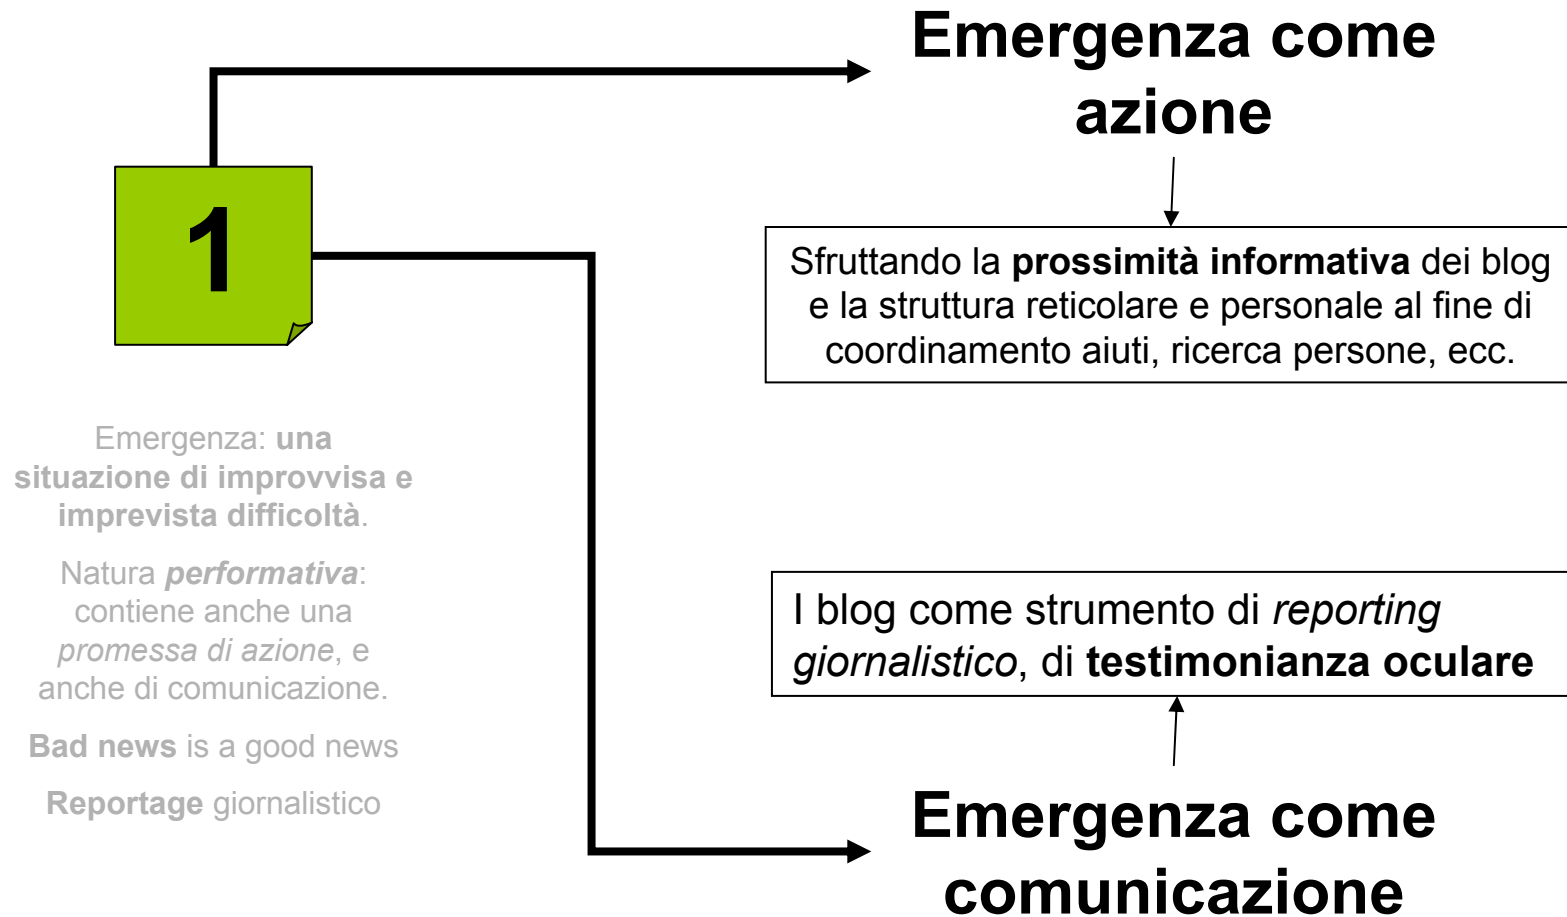 Emergenza come
azione
1
Sfruttando la prossimità informativa dei blog
e la struttura reticolare e personale al fine di
coordinamento aiuti, ricerca persone, ecc.
Emergenza: una
situazione di improvvisa e
imprevista difficoltà.
Natura performativa:
contiene anche una
promessa di azione, e
anche di comunicazione.
Bad news is a good news
Reportage giornalistico
I blog come strumento di reporting
giornalistico, di testimonianza oculare
Emergenza come
comunicazione